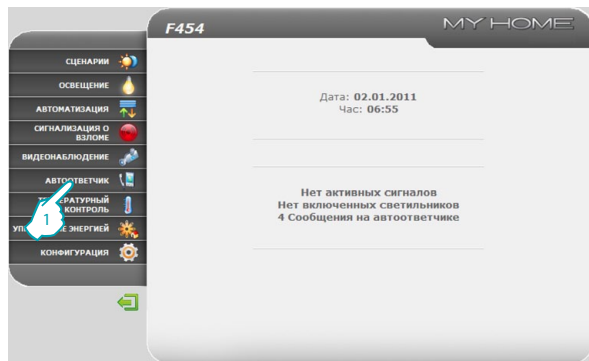 F454
MY HOME
СЦЕНАРИИ
ОСВЕЩЕНИЕ
АВТОМАТИЗАЦИЯ
СИГНАЛИЗАЦИЯ О
ВЗЛОМЕ
ВИДЕОНАБЛЮДЕНИЕ
АВТООТВЕТЧИК
КОНТРОЛЬ
1
ЭНЕРГИЕЙ
КОНФИГУРАЦИЯ
Дата: 02.01.2011
Час: 06:55
Нет активных сигналов
Нет включенных светильников
4 Сообщения на автоответчике